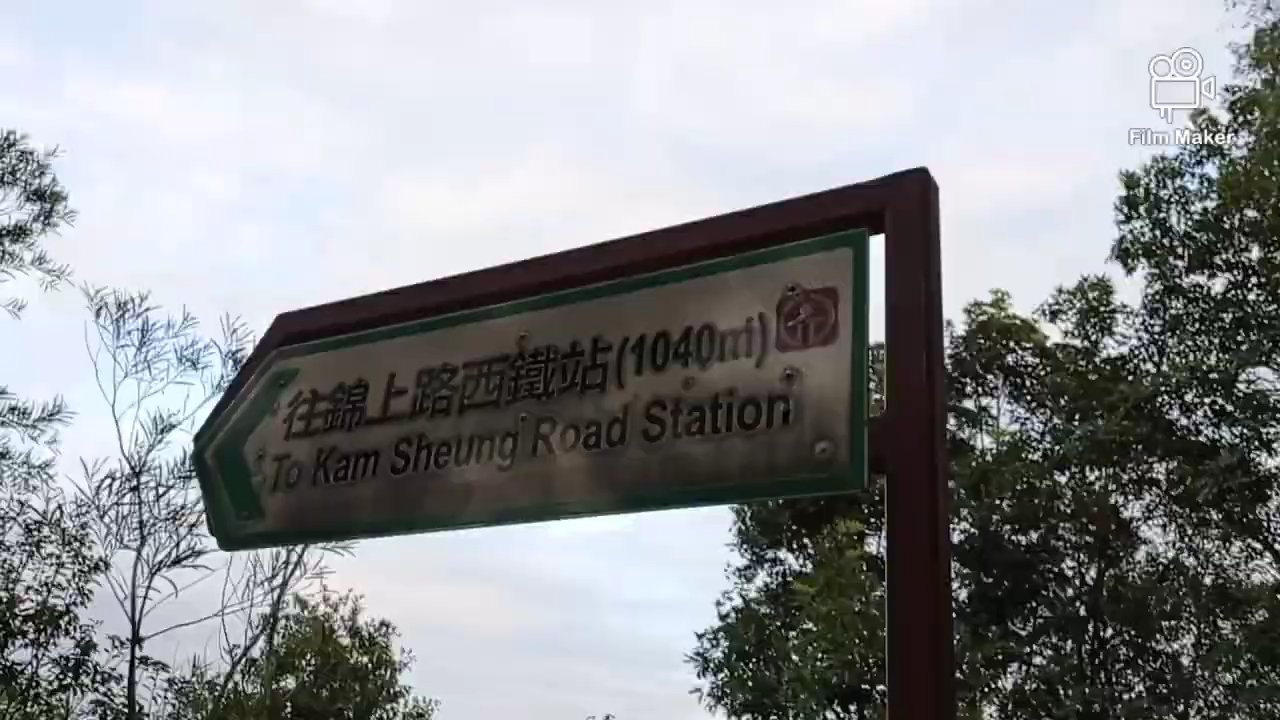 Film Maker
往錦上路西鐵站(1040m)
To Kam Sheung Road Station